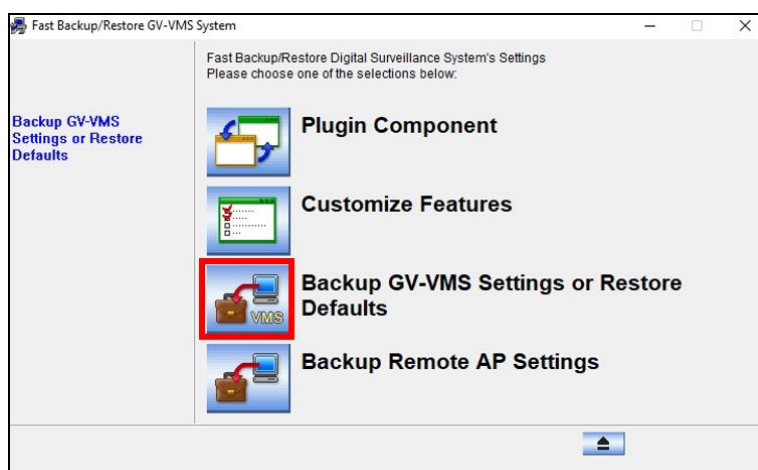 Fast Backup/Restore GV-VMS System
Fast Backup/Restore Digital Surveillance System's Settings
Please choose one of the selections below:
Backup GV-VMS
Settings or Restore
Defaults
Plugin Component
Customize Features
VMS
Backup GV-VMS Settings or Restore
Defaults
Backup Remote AP Settings